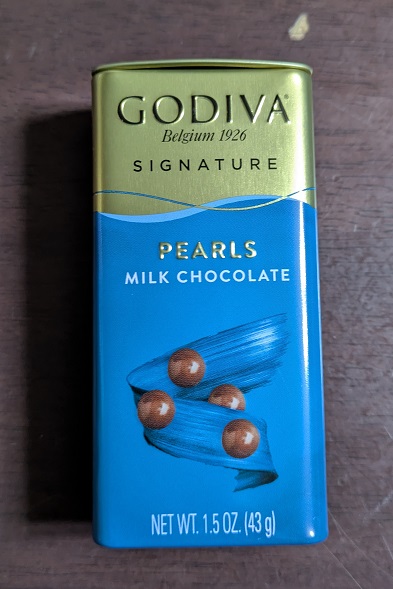 GODIVA®
Belgium 1926
SIGNATURE
PEARLS
MILK CHOCOLATE
NET WT. 1.5 OZ. (43 g)